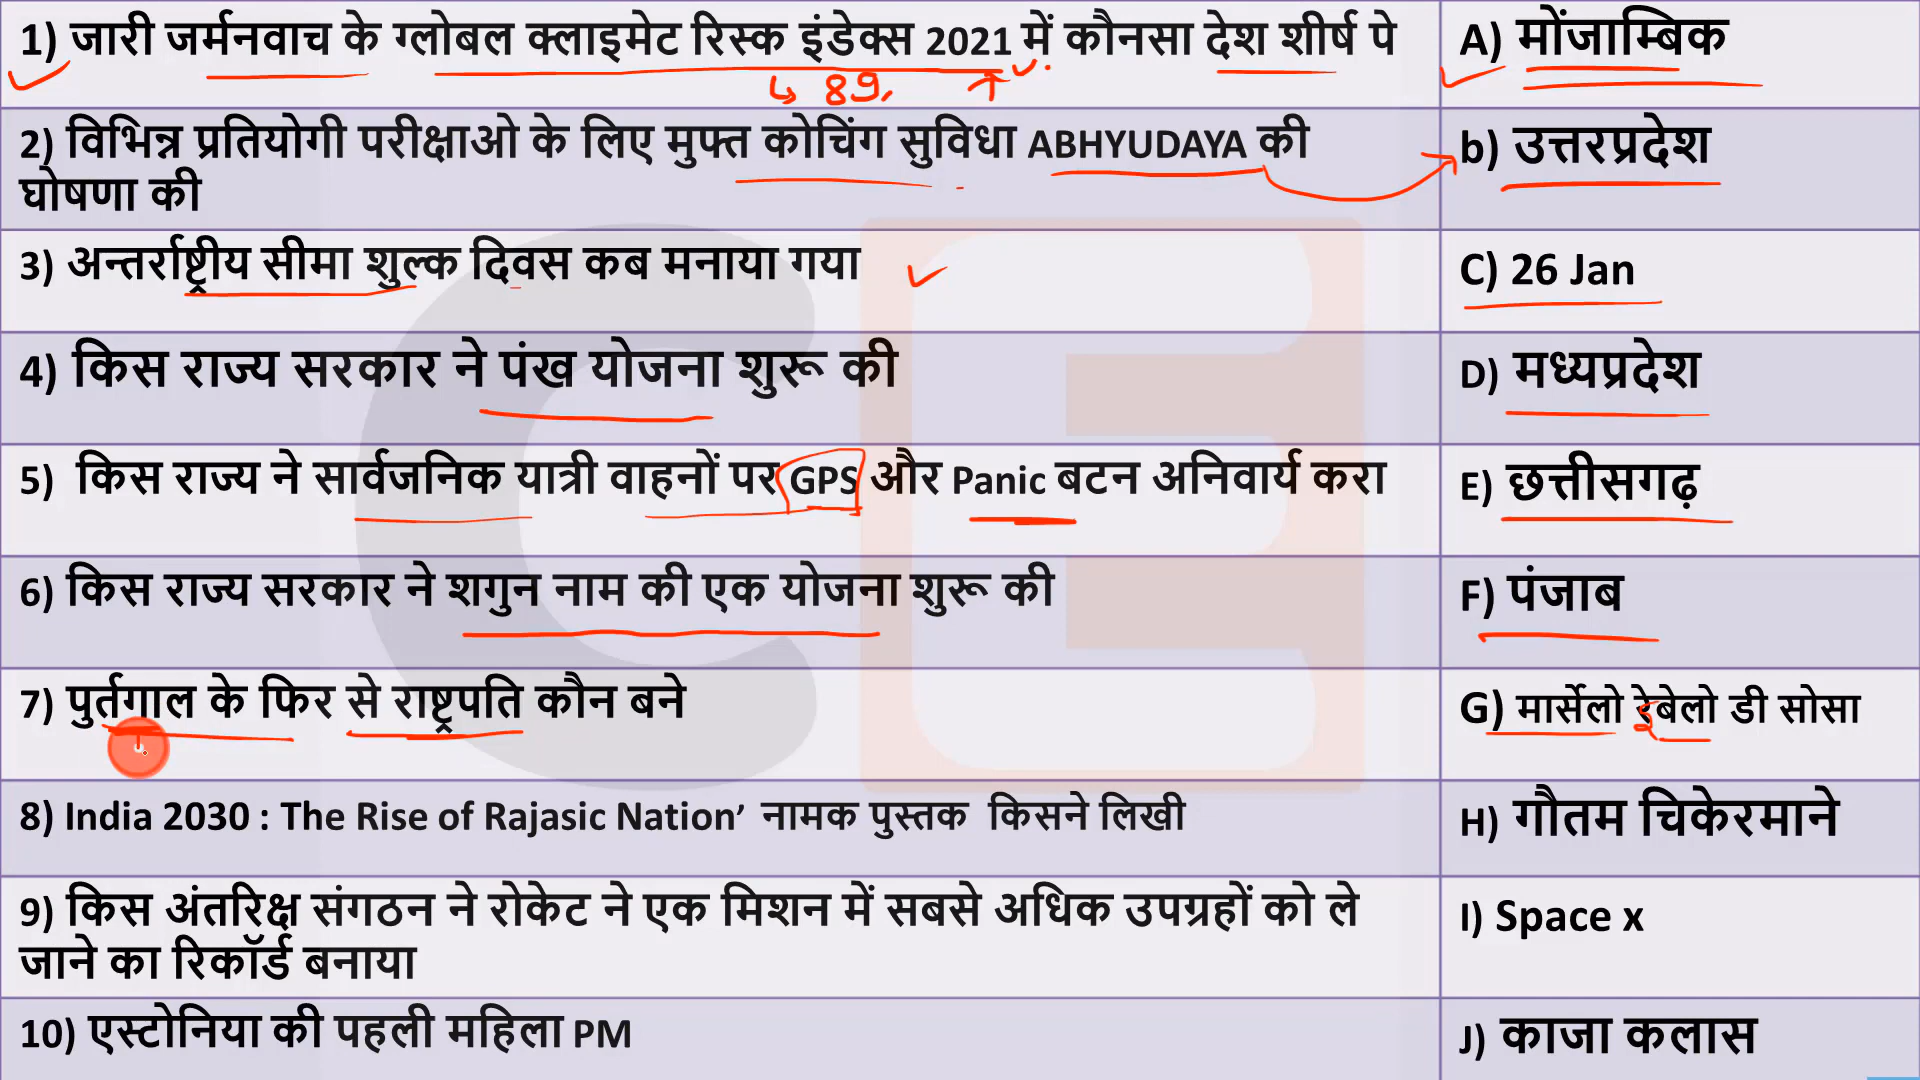 1) जारी जर्मनवाच के ग्लोबल क्लाइमेट रिस्क इंडेक्स 2021 में कौनसा देश शीर्ष पे
A) मोंजाम्बिक
89,
2) विभिन्न प्रतियोगी परीक्षाओ के लिए मुफ्त कोचिंग सुविधा ABHYUDAYA की
घोषणा की
b) उत्तरप्रदेश
3) अन्तर्राष्ट्रीय सीमा शुल्क दिवस कब मनाया गया
C) 26 Jan
4) किस राज्य सरकार ने पंख योजना शुरू की
D) मध्यप्रदेश
5) किस राज्य ने सार्वजनिक यात्री वाहनों पर GPS और Panic बटन अनिवार्य करा
E) छत्तीसगढ़
6) किस राज्य सरकार ने शगुन नाम की एक योजना शुरू की
F) पंजाब
7) पुर्तगाल के फिर से राष्ट्रपति कौन बने
G) मार्सेलो रेबेलो डी सोसा
8) India 2030 : The Rise of Rajasic Nation’ नामक पुस्तक किसने लिखी
H) गौतम चिकेरमाने
9) किस अंतरिक्ष संगठन ने रोकेट ने एक मिशन में सबसे अधिक उपग्रहों को ले
जाने का रिकॉर्ड बनाया
I) Space x
10) एस्टोनिया की पहली महिला PM
J) काजा कलास
CE